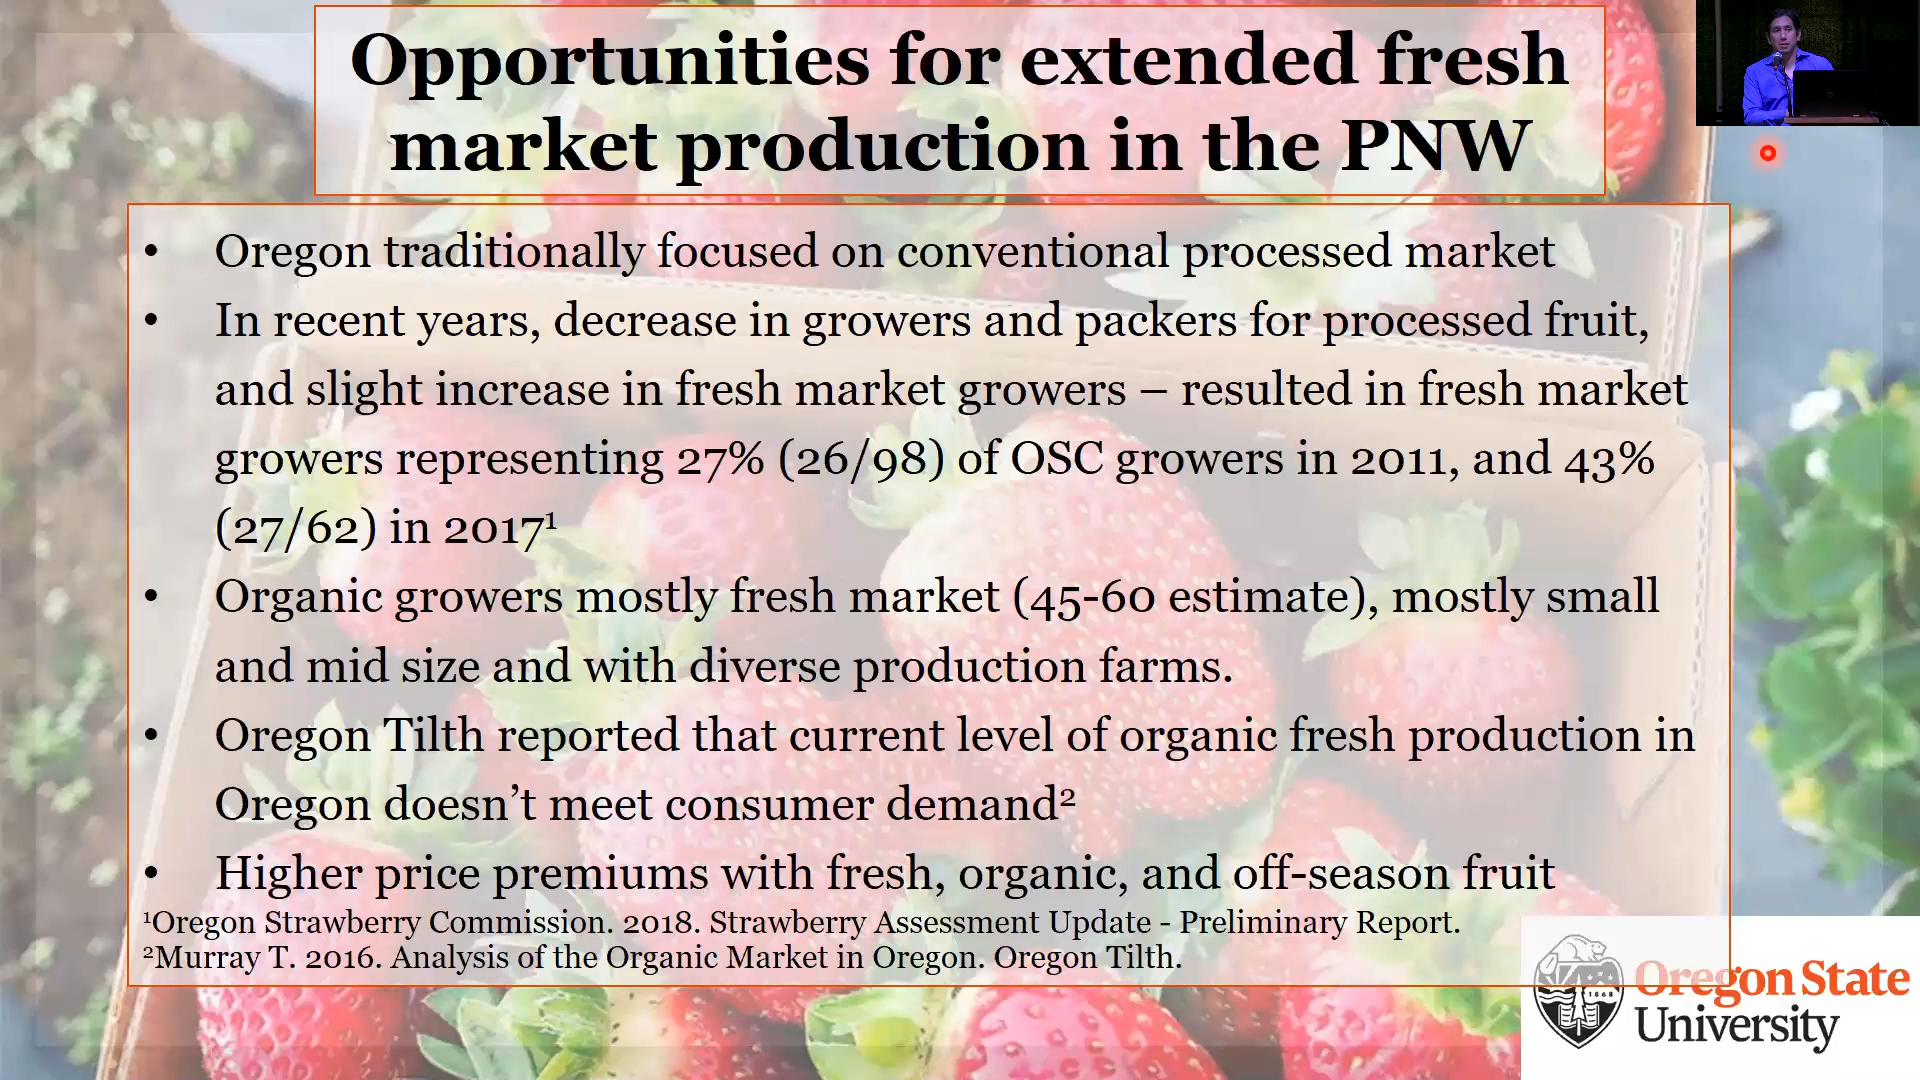 Opportunities for extended fresh
market production in the PNW
• Oregon traditionally focused on conventional processed market
• In recent years, decrease in growers and packers for processed fruit,
and slight increase in fresh market growers – resulted in fresh market
growers representing 27% (26/98) of OSC growers in 2011, and 43%
(27/62) in 2017¹
• Organic growers mostly fresh market (45-60 estimate), mostly small
and mid size and with diverse production farms.
• Oregon Tilth reported that current level of organic fresh production in
Oregon doesn’t meet consumer demand²
• Higher price premiums with fresh, organic, and off-season fruit
¹Oregon Strawberry Commission. 2018. Strawberry Assessment Update - Preliminary Report.
²Murray T. 2016. Analysis of the Organic Market in Oregon. Oregon Tilth.
1868
Oregon State
University